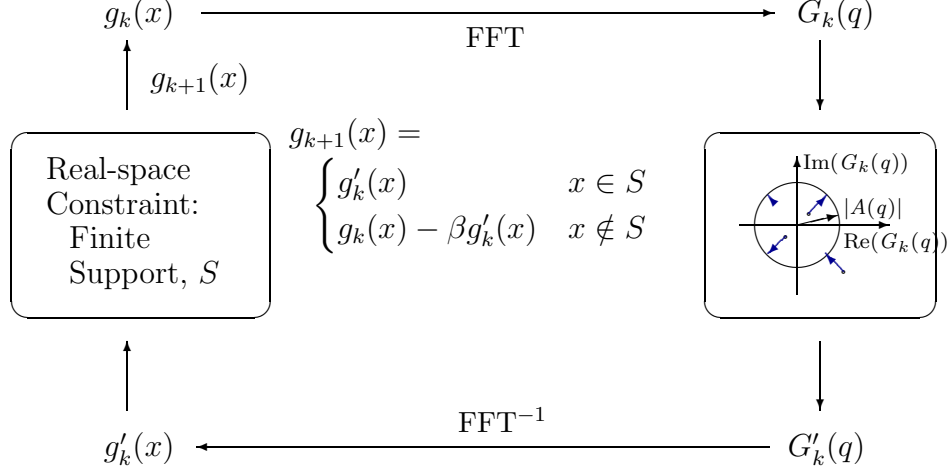 g_k(x) G_k(q)
FFT
g_{k+1}(x)
g_{k+1}(x) =
Real-space
Constraint:
Finite
Support, S
g′_k(x) x ∈ S
g_k(x) − βg′_k(x) x ∉ S
Im(G_k(q))
|A(q)|
Re(G_k(q))
FFT^{−1}
g′_k(x) G′_k(q)